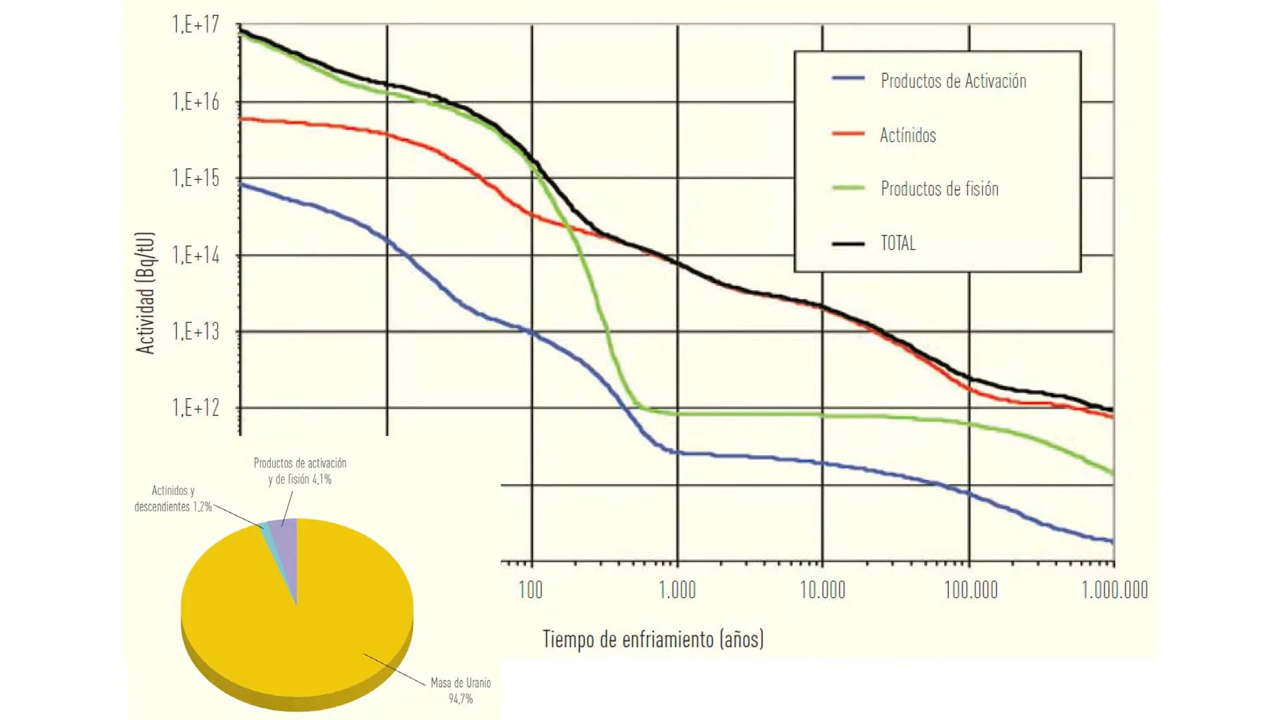 1,E+17
1,E+16
1,E+15
1,E+14
1,E+13
1,E+12
Actividad (Bq/tU)
Productos de Activación
Actínidos
Productos de fisión
TOTAL
100
1.000
10.000
100.000
1.000.000
Tiempo de enfriamiento (años)
Productos de activación
y de fisión 4,1%
Actinidos y
descendientes 1,2%
Masa de Uranio
94,7%